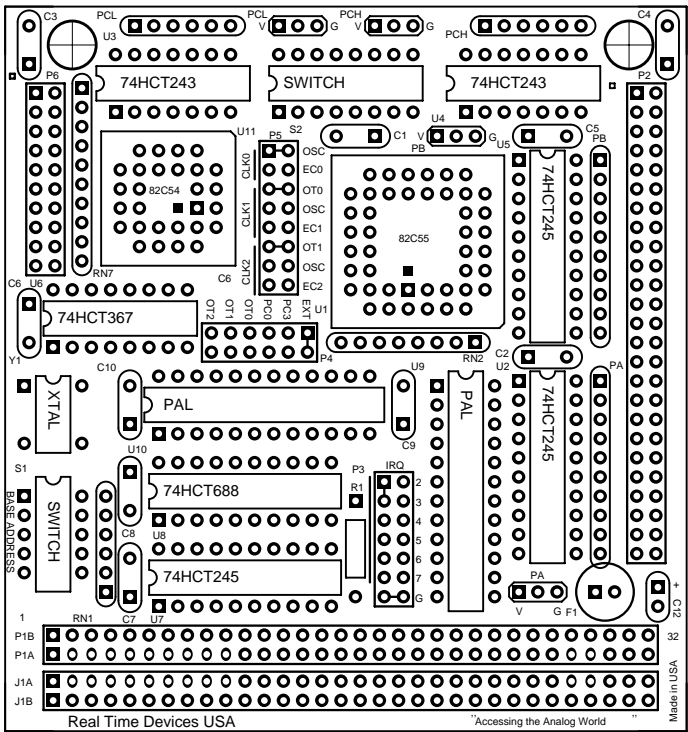 C3
PCL
PCL
PCH
C4
V G
V G
U3
PCH
P6
74HCT243
SWITCH
74HCT243
P2
U11
P5
S2
C1
U4
V G
PB
U5
C5
PB
82C54
CLK0
CLK1
CLK2
OSC
EC0
OT0
OSC
EC1
OT1
OSC
EC2
82C55
74HCT245
RN7
C6
C6
U6
OT2
OT1
OT0
PC0
PC3
EXT
U1
74HCT367
Y1
P4
RN2
C2
U2
C10
U9
PA
XTAL
PAL
PAL
74HCT245
C9
S1
U10
P3
IRQ
R1
2
3
4
5
6
7
G
BASE ADDRESS
SWITCH
74HCT688
C8
U8
74HCT245
PA
V G
F1
+
C12
1
RN1
C7
U7
P1B
32
P1A
J1A
J1B
Made in USA
Real Time Devices USA
"Accessing the Analog World "